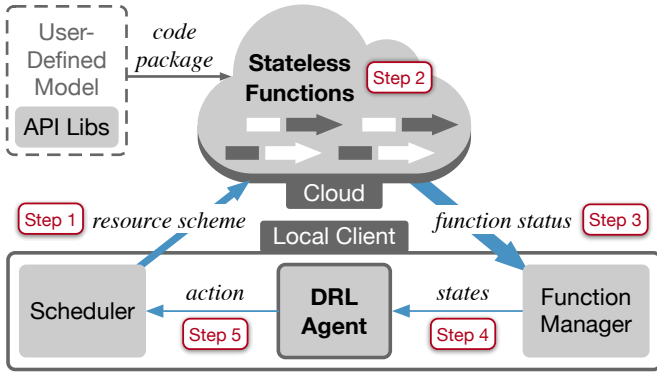 User-
Defined
Model
API Libs
code
package
Stateless
Functions
Step 2
Cloud
Step 1
resource scheme
function status
Step 3
Local Client
Scheduler
action
Step 5
DRL
Agent
states
Step 4
Function
Manager